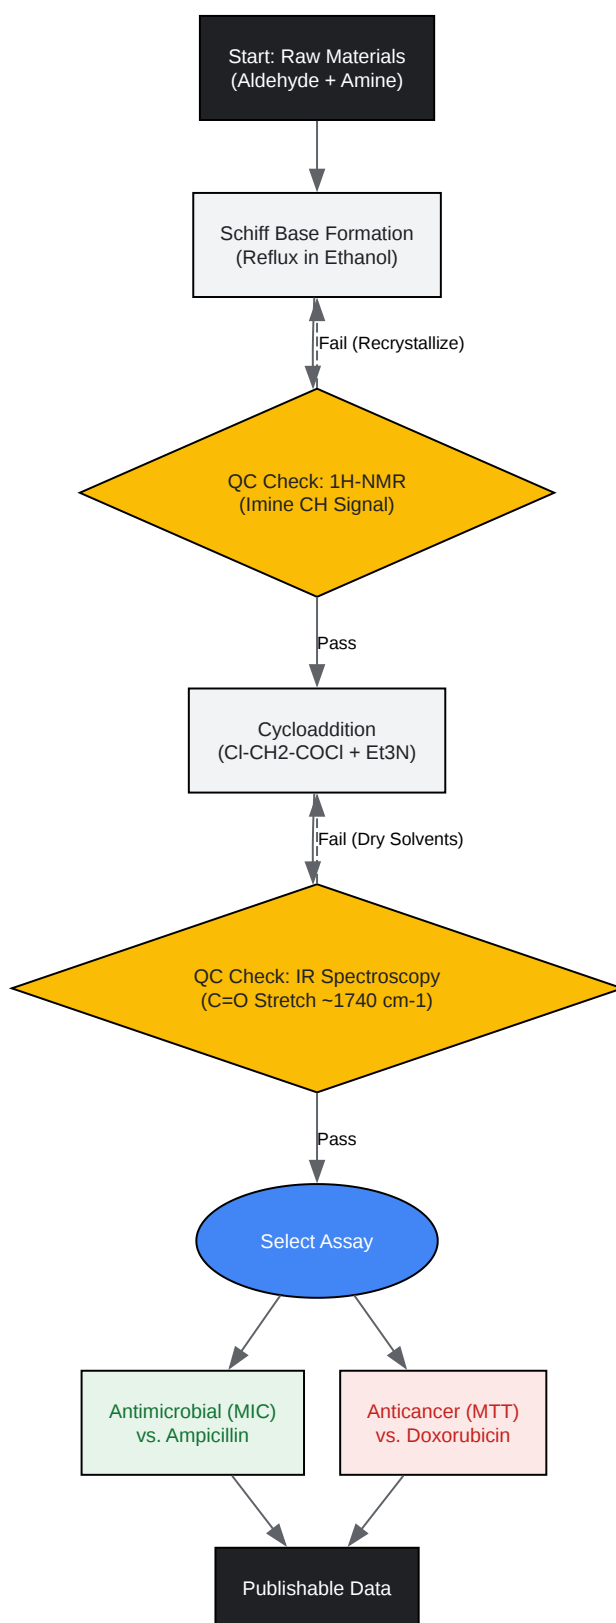 Start: Raw Materials
(Aldehyde + Amine)
Schiff Base Formation
(Reflux in Ethanol)
Fail (Recrystallize)
QC Check: 1H-NMR
(Imine CH Signal)
Pass
Cycloaddition
(Cl-CH2-COCl + Et3N)
Fail (Dry Solvents)
QC Check: IR Spectroscopy
(C=O Stretch ~1740 cm-1)
Pass
Select Assay
Antimicrobial (MIC)
vs. Ampicillin
Anticancer (MTT)
vs. Doxorubicin
Publishable Data